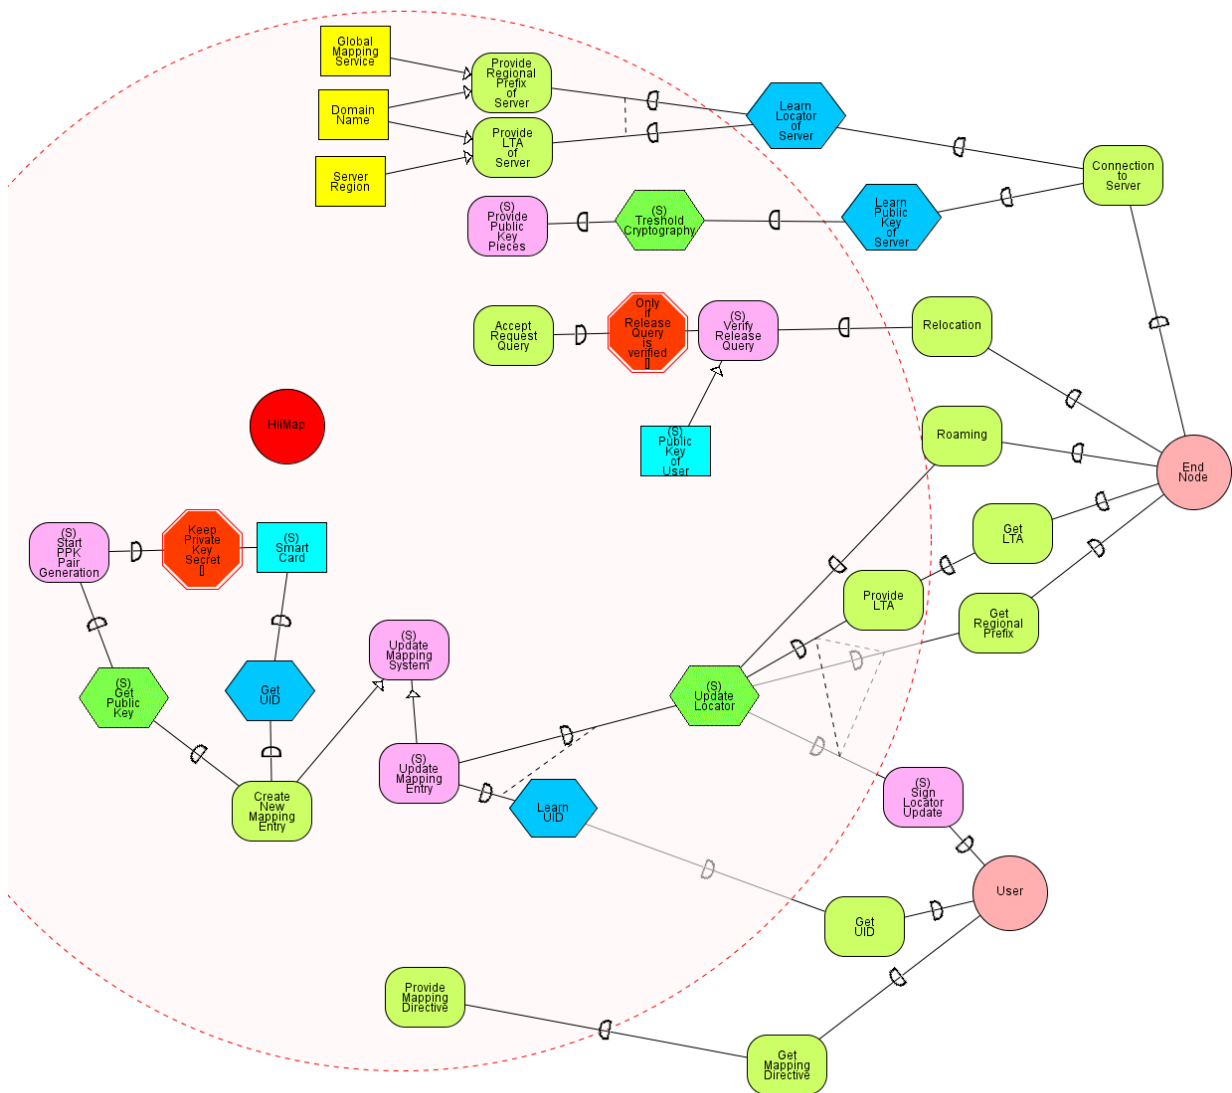 Global
Mapping
Service
Provide
Regional
Prefix
of
Server
Domain
Name
Provide
LTA
of
Server
Server
Region
Learn
Locator
of
Server
Connection
to
Server
(S)
Provide
Public
Key
Pieces
(S)
Treshold
Cryptography
Learn
Public
Key
of
Server
Accept
Request
Query
Only
if
Release
Query
is
verified
[]
(S)
Verify
Release
Query
Relocation
HiiMap
(S)
Public
Key
of
User
Roaming
End
Node
(S)
Start
PPK
Pair
Generation
Keep
Private
Key
Secret
[]
(S)
Smart
Card
Get
LTA
Provide
LTA
Get
Regional
Prefix
(S)
Update
Mapping
System
(S)
Get
Public
Key
Get
UID
(S)
Update
Locator
Create
New
Mapping
Entry
(S)
Update
Mapping
Entry
Learn
UID
(S)
Sign
Locator
Update
User
Get
UID
Provide
Mapping
Directive
Get
Mapping
Directive